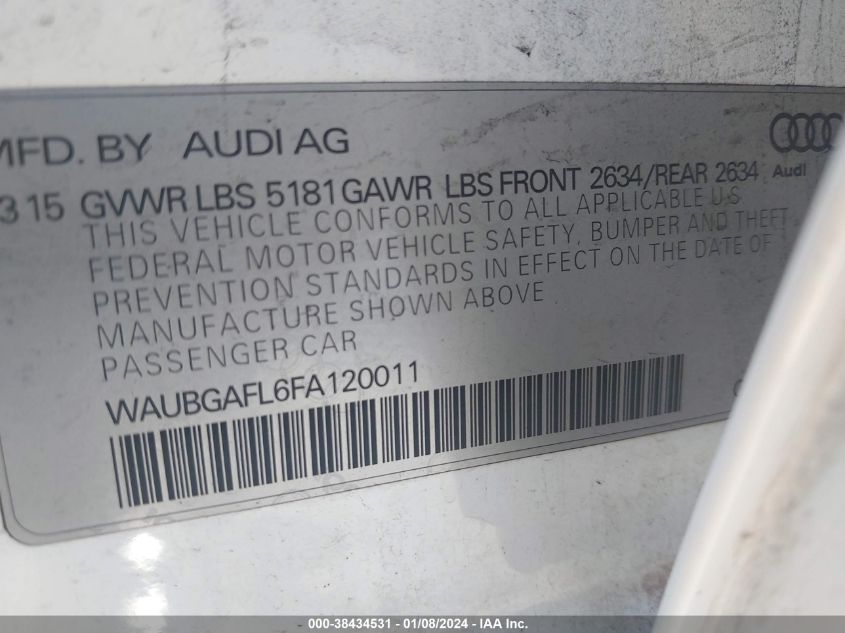 MFD. BY AUDI AG
315 GVWR LBS 5181 GAWR LBS FRONT 2634/REAR 2634 Audi
THIS VEHICLE CONFORMS TO ALL APPLICABLE U.S.
FEDERAL MOTOR VEHICLE SAFETY, BUMPER AND THEFT
PREVENTION STANDARDS IN EFFECT ON THE DATE OF
MANUFACTURE SHOWN ABOVE
PASSENGER CAR
WAUBGAFL6FA120011
000-38434531 - 01/08/2024 - IAA Inc.